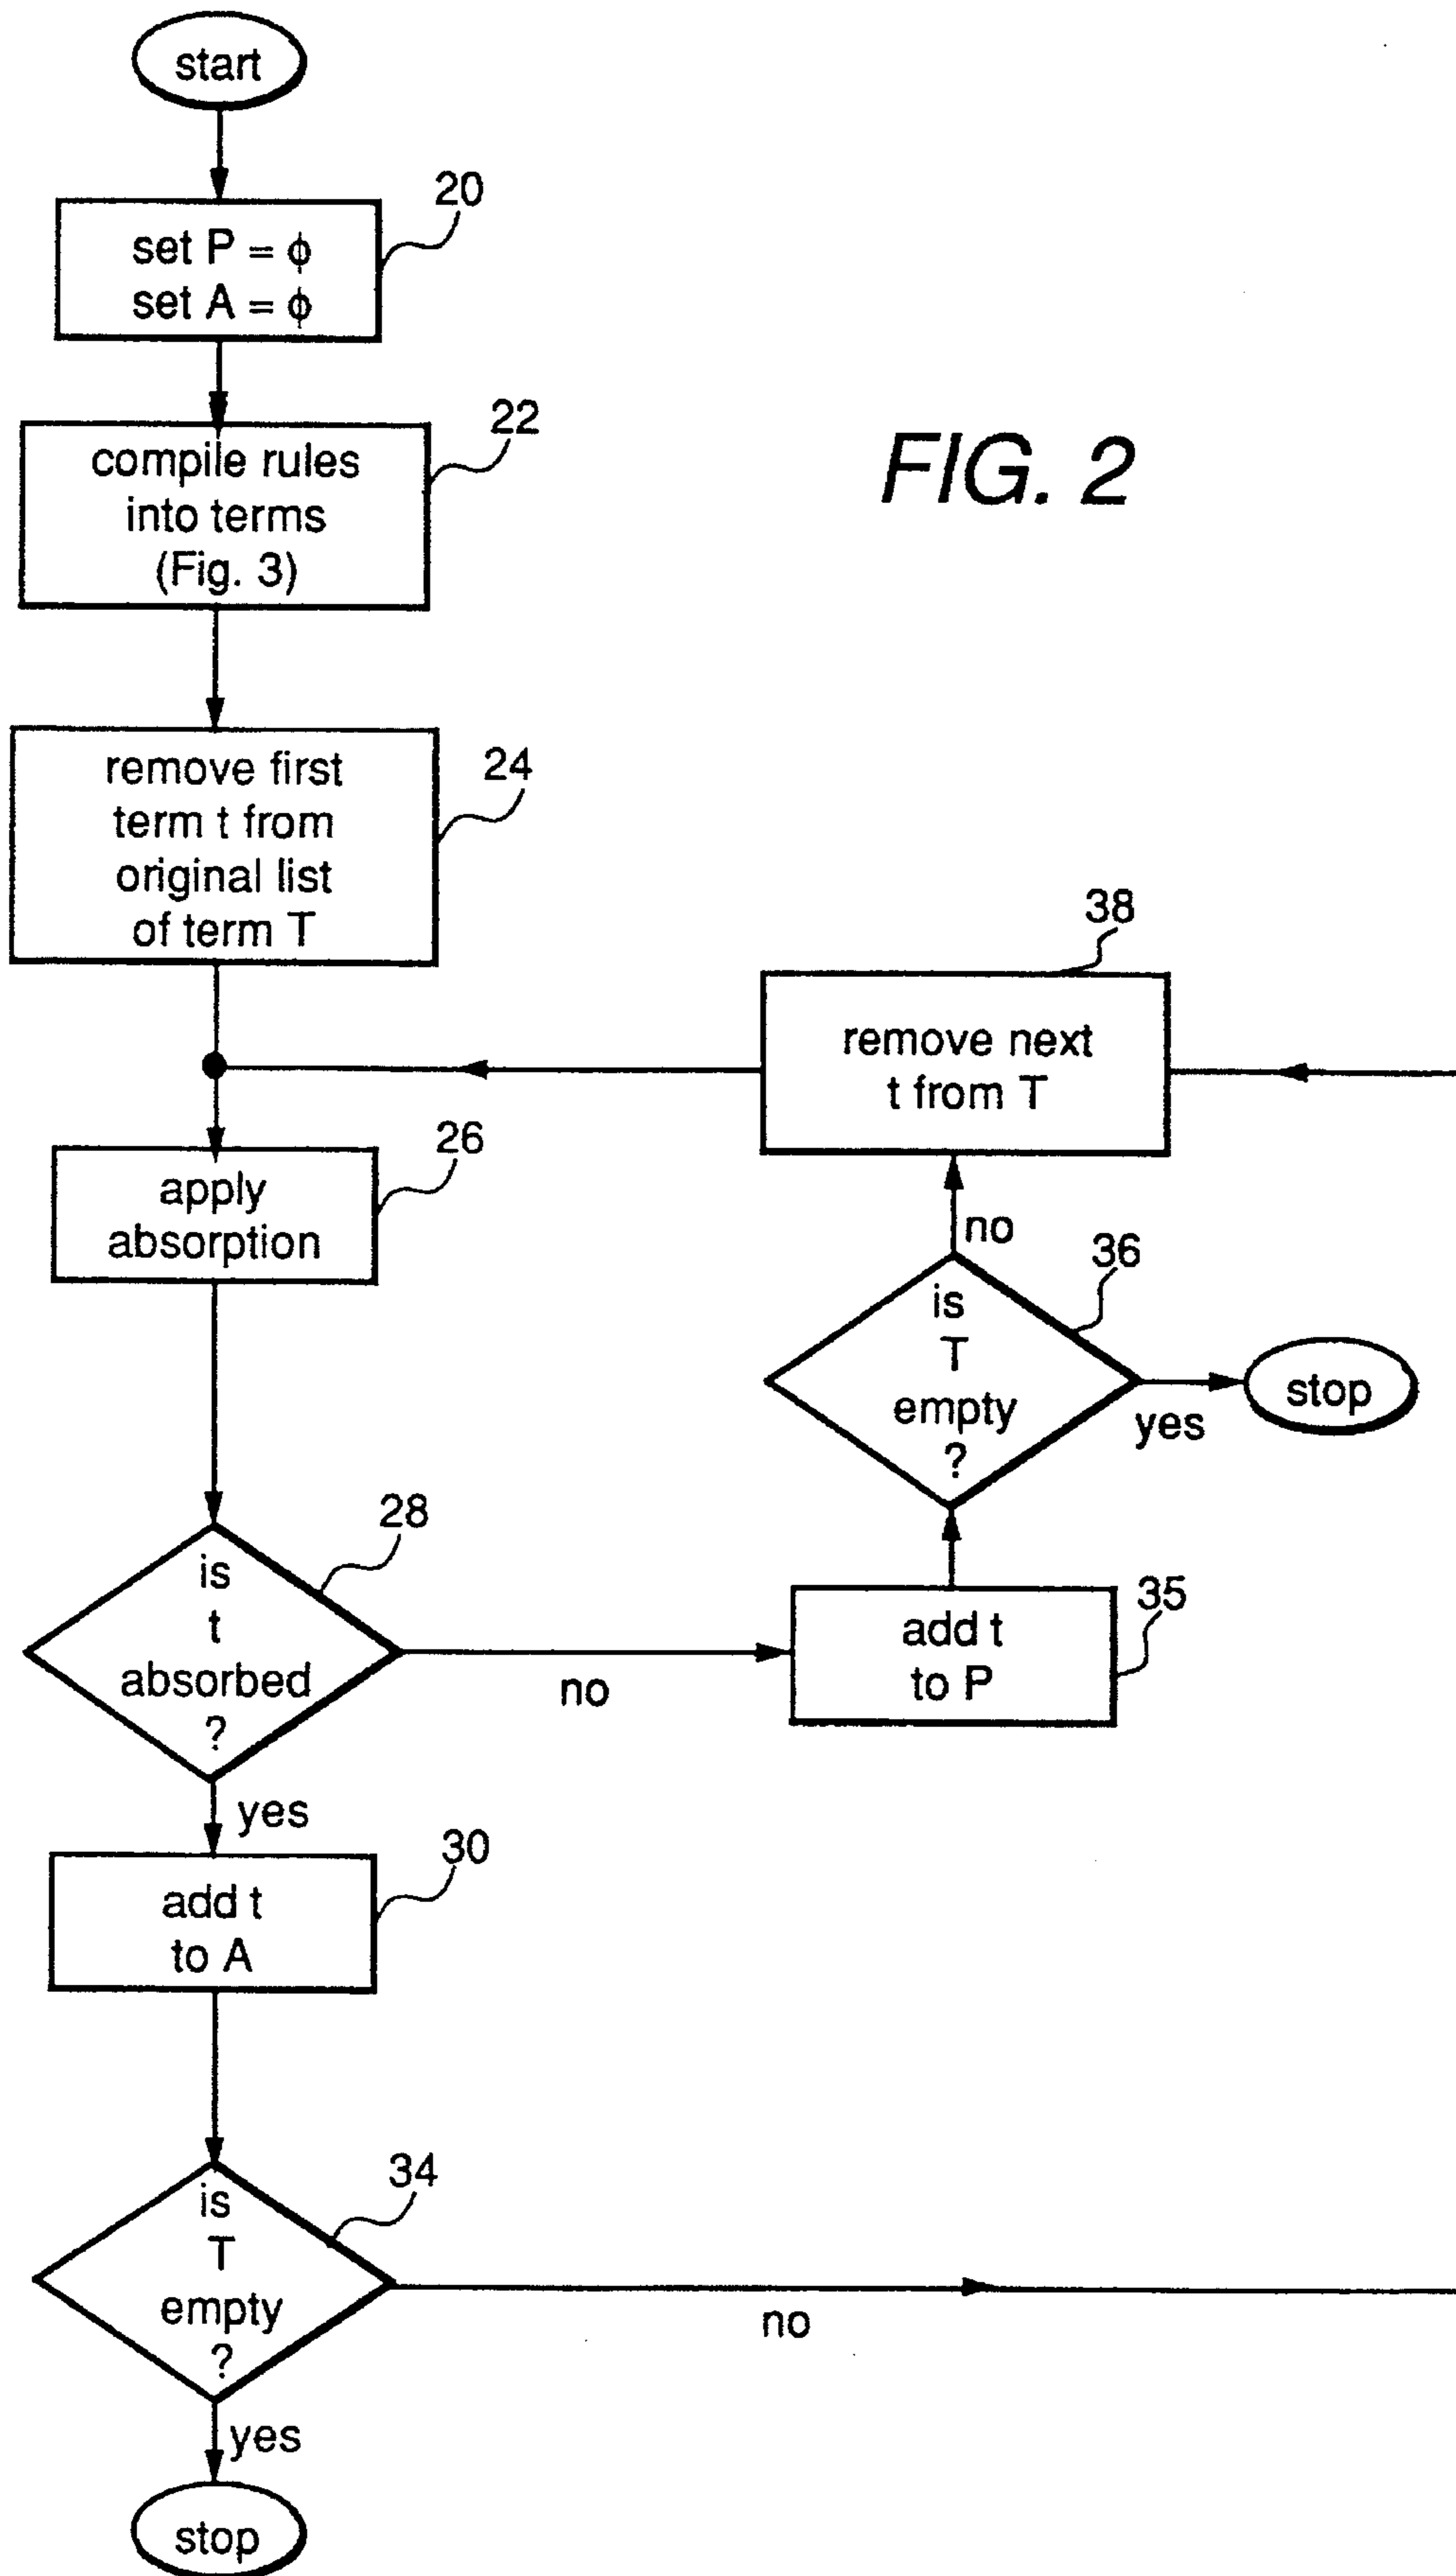 start
20
set P = ϕ
set A = ϕ
22
compile rules
into terms
(Fig. 3)
FIG. 2
24
remove first
term t from
original list
of term T
38
remove next
t from T
26
apply
absorption
no
36
is
T
empty
?
yes
stop
28
is
t
absorbed
?
no
35
add t
to P
yes
30
add t
to A
34
is
T
empty
?
no
yes
stop